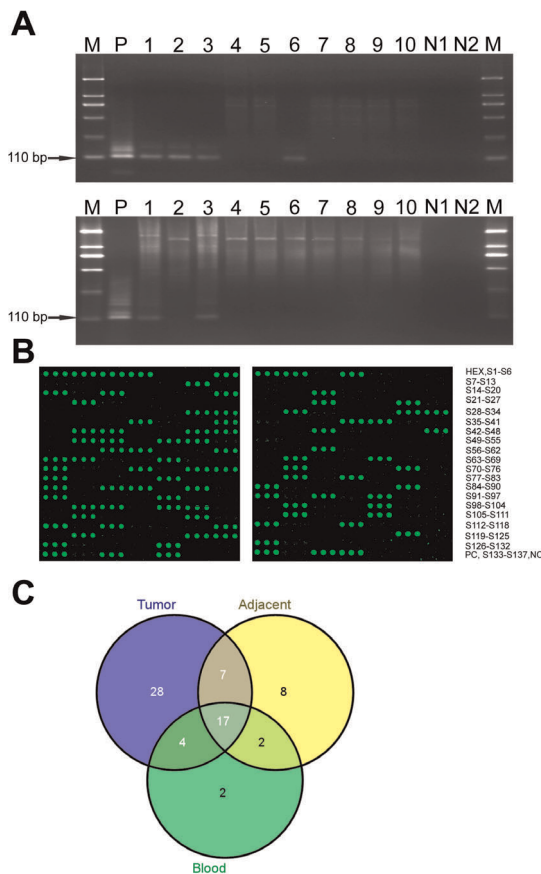 A
M P 1 2 3 4 5 6 7 8 9 10 N1 N2 M
110 bp
M P 1 2 3 4 5 6 7 8 9 10 N1 N2 M
110 bp
B
HEX,S1-S6
S7-S13
S14-S20
S21-S27
S28-S34
S35-S41
S42-S48
S49-S55
S56-S62
S63-S69
S70-S76
S77-S83
S84-S90
S91-S97
S98-S104
S105-S111
S112-S118
S119-S125
S126-S132
PC, S133-S137,NC
C
Tumor Adjacent
7
28 8
17
4 2
2
Blood